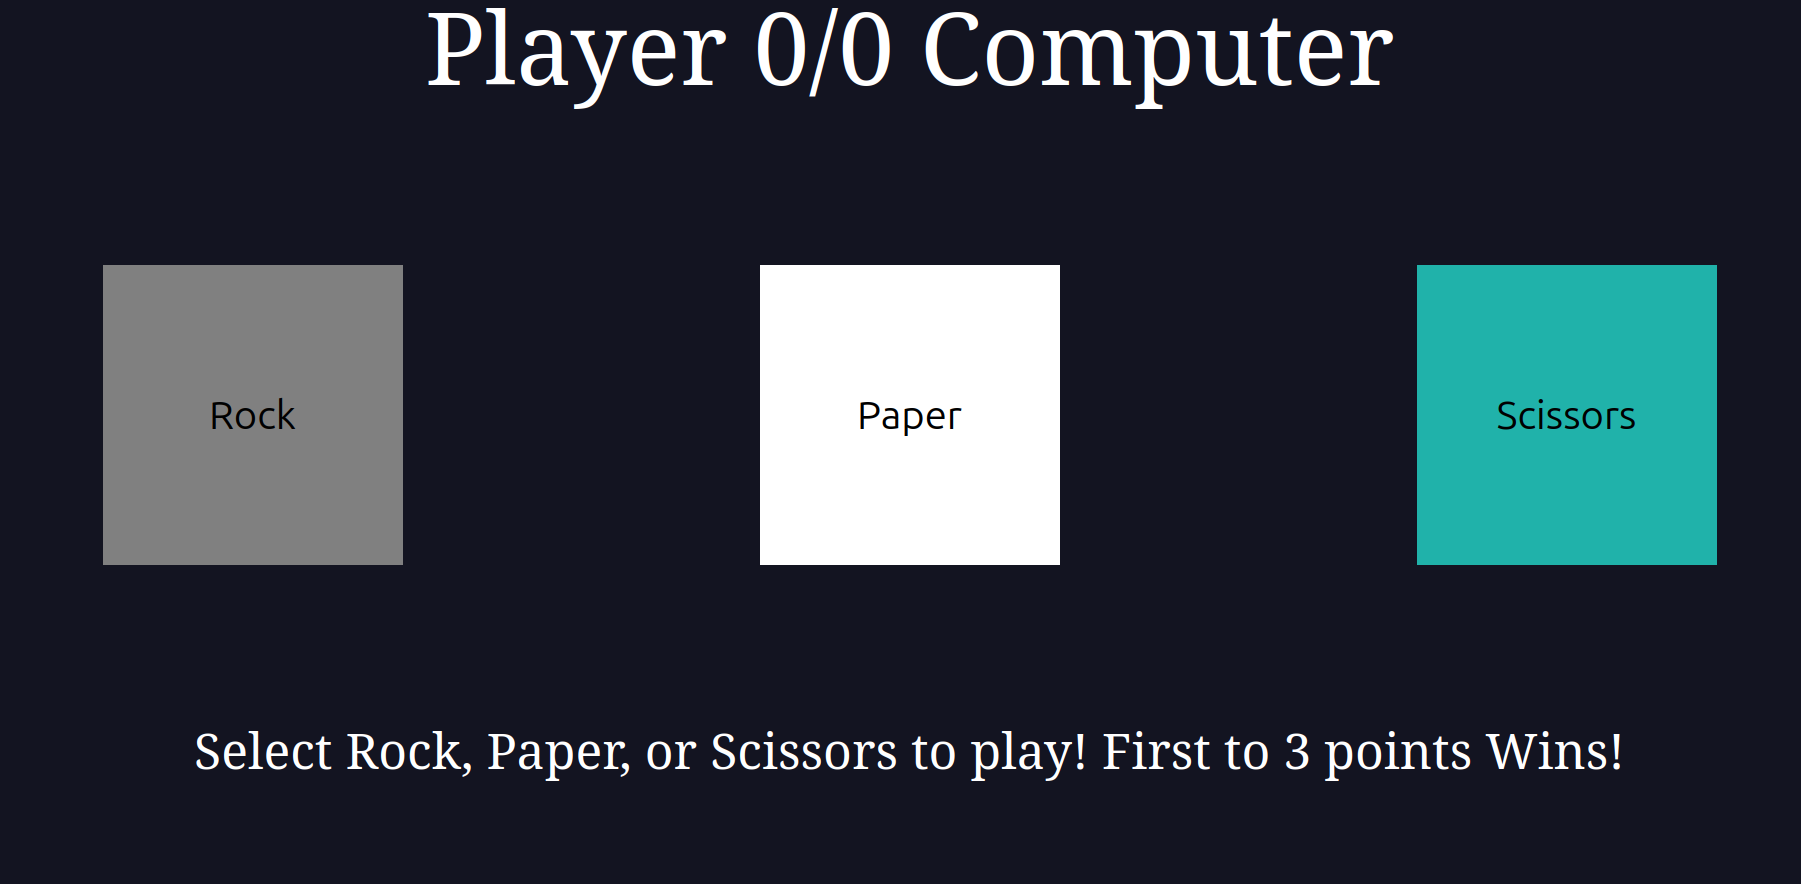 Player 0/0 Computer
Rock
Paper
Scissors
Select Rock, Paper, or Scissors to play! First to 3 points Wins!